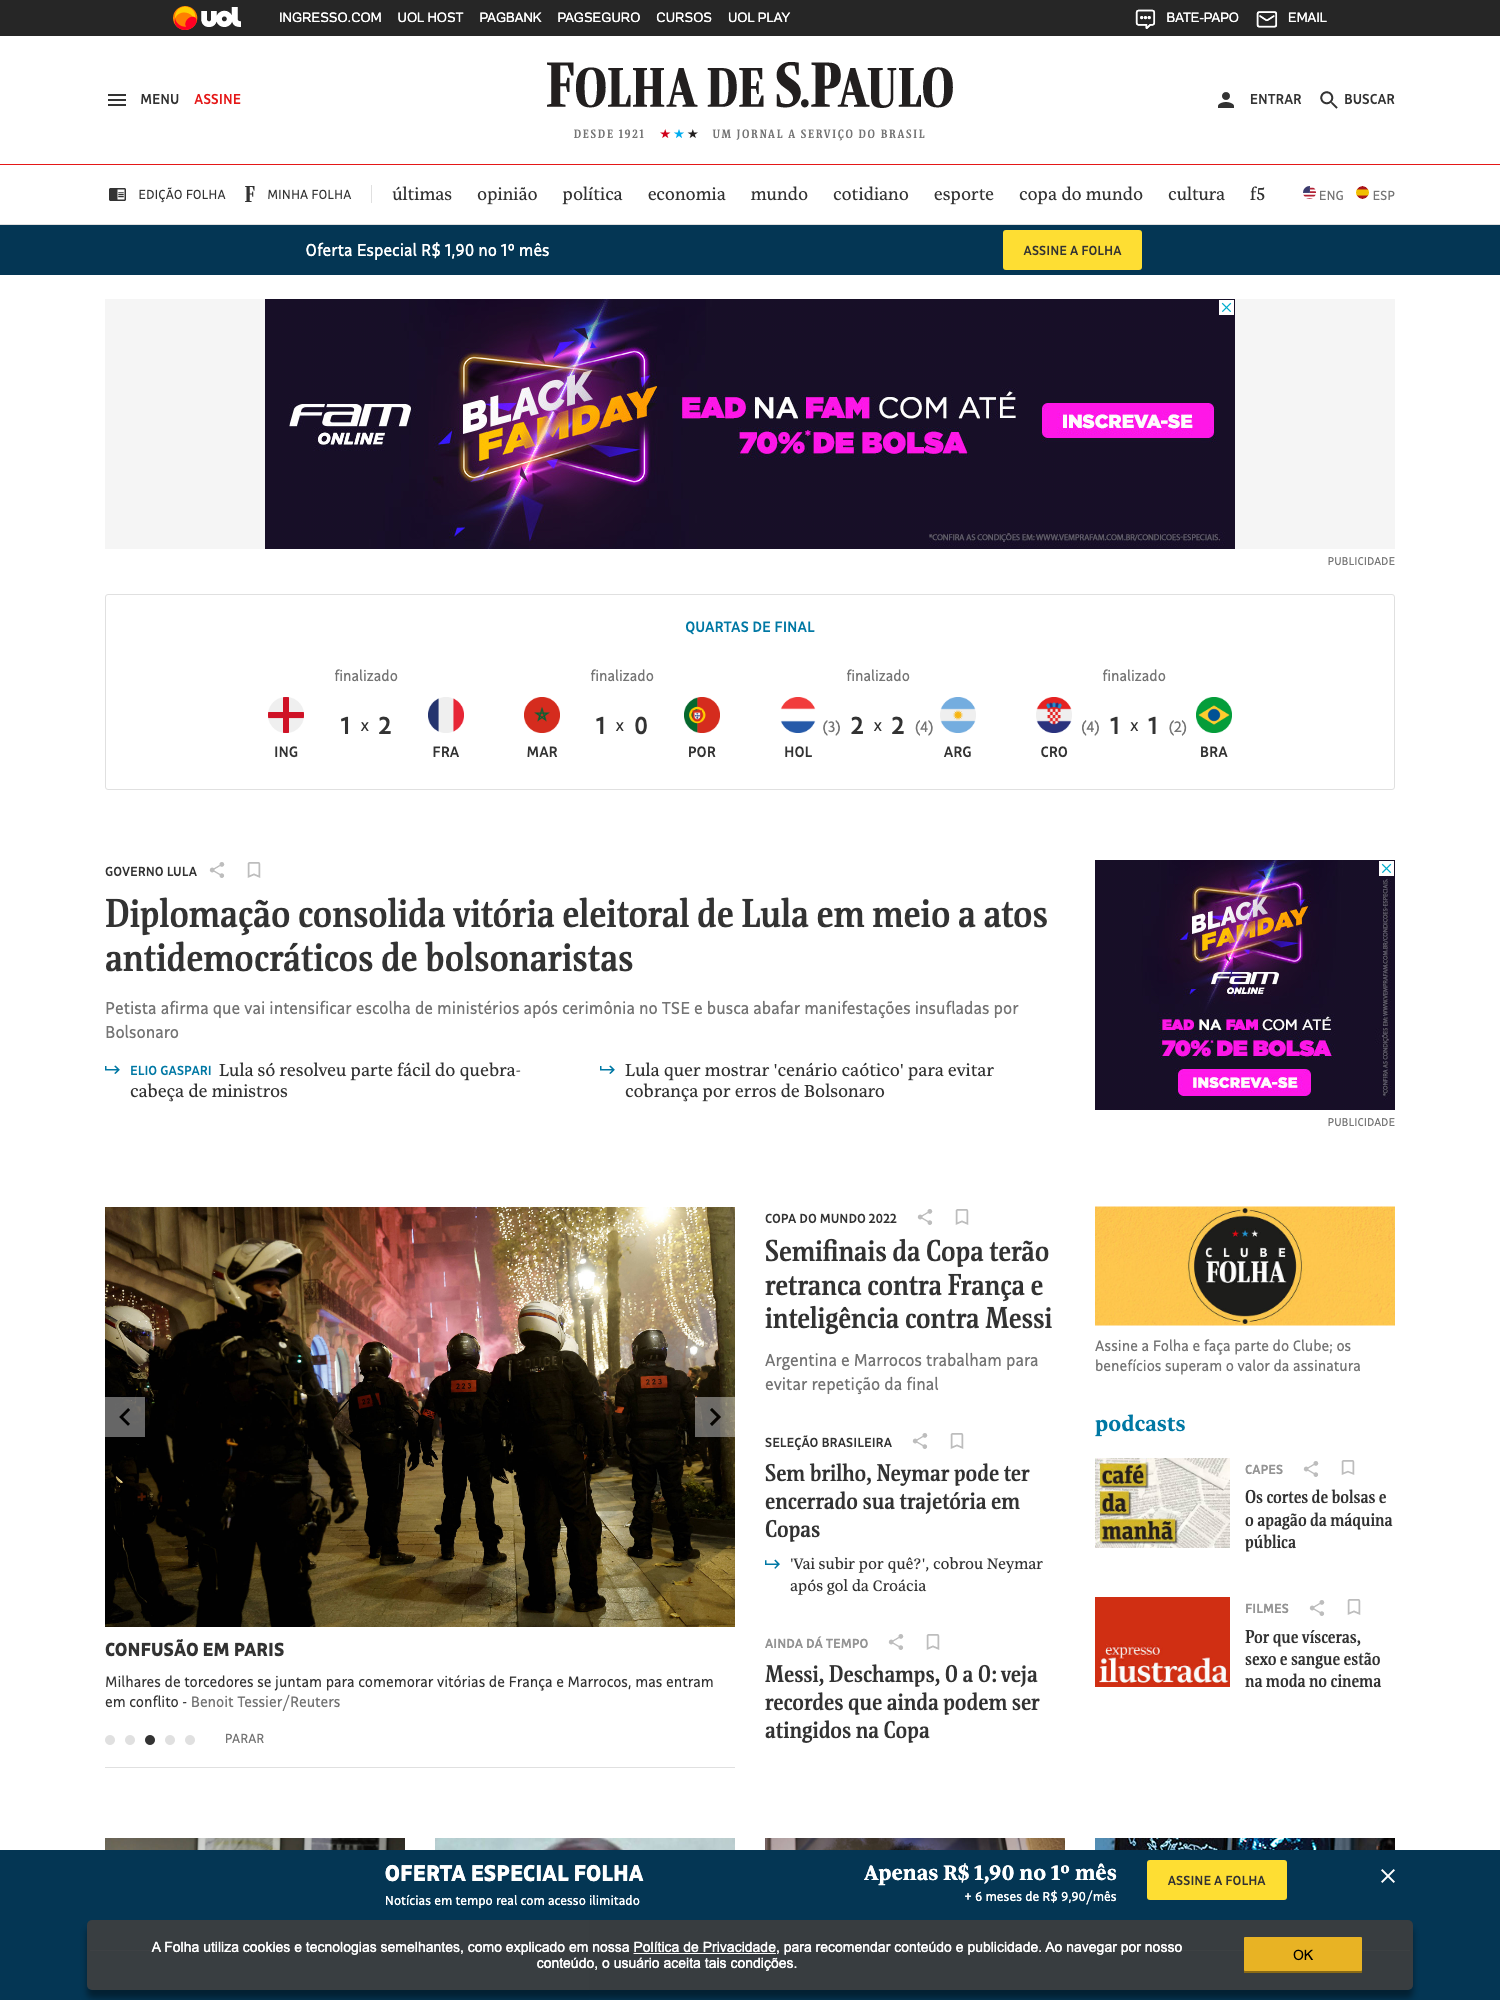 uol INGRESSO.COM UOL HOST PAGBANK PAGSEGURO CURSOS UOL PLAY BATE-PAPO EMAIL
MENU ASSINE
FOLHA DE S.PAULO
DESDE 1921 ★★★ UM JORNAL A SERVIÇO DO BRASIL
ENTRAR BUSCAR
EDIÇÃO FOLHA F MINHA FOLHA últimas opinião política economia mundo cotidiano esporte copa do mundo cultura f5 ENG ESP
Oferta Especial R$ 1,90 no 1º mês ASSINE A FOLHA
fam
ONLINE
BLACK
FAMDAY
EAD NA FAM COM ATÉ
70%* DE BOLSA
INSCREVA-SE
*CONFIRA AS CONDIÇÕES EM: WWW.VEMPRAFAM.COM.BR/CONDICOES-ESPECIAIS.
PUBLICIDADE
QUARTAS DE FINAL
finalizado finalizado finalizado finalizado
1 x 2 1 x 0 (3) 2 x 2 (4) (4) 1 x 1 (2)
ING FRA MAR POR HOL ARG CRO BRA
GOVERNO LULA
Diplomação consolida vitória eleitoral de Lula em meio a atos
antidemocráticos de bolsonaristas
Petista afirma que vai intensificar escolha de ministérios após cerimônia no TSE e busca abafar manifestações insufladas por
Bolsonaro
ELIO GASPARI Lula só resolveu parte fácil do quebra-
cabeça de ministros
Lula quer mostrar 'cenário caótico' para evitar
cobrança por erros de Bolsonaro
BLACK
FAMDAY
fam
ONLINE
EAD NA FAM COM ATÉ
70%* DE BOLSA
INSCREVA-SE
*CONFIRA AS CONDIÇÕES EM: WWW.VEMPRAFAM.COM.BR/CONDICOES-ESPECIAIS.
PUBLICIDADE
POLICE
223
223
CONFUSÃO EM PARIS
Milhares de torcedores se juntam para comemorar vitórias de França e Marrocos, mas entram
em conflito - Benoit Tessier/Reuters
PARAR
COPA DO MUNDO 2022
Semifinais da Copa terão
retranca contra França e
inteligência contra Messi
Argentina e Marrocos trabalham para
evitar repetição da final
SELEÇÃO BRASILEIRA
Sem brilho, Neymar pode ter
encerrado sua trajetória em
Copas
'Vai subir por quê?', cobrou Neymar
após gol da Croácia
AINDA DÁ TEMPO
Messi, Deschamps, 0 a 0: veja
recordes que ainda podem ser
atingidos na Copa
CLUBE
FOLHA
Assine a Folha e faça parte do Clube; os
benefícios superam o valor da assinatura
podcasts
café
da
manhã
CAPES
Os cortes de bolsas e
o apagão da máquina
pública
expresso
ilustrada
FILMES
Por que vísceras,
sexo e sangue estão
na moda no cinema
OFERTA ESPECIAL FOLHA
Notícias em tempo real com acesso ilimitado
Apenas R$ 1,90 no 1º mês
+ 6 meses de R$ 9,90/mês
ASSINE A FOLHA
A Folha utiliza cookies e tecnologias semelhantes, como explicado em nossa Política de Privacidade, para recomendar conteúdo e publicidade. Ao navegar por nosso
conteúdo, o usuário aceita tais condições.
OK